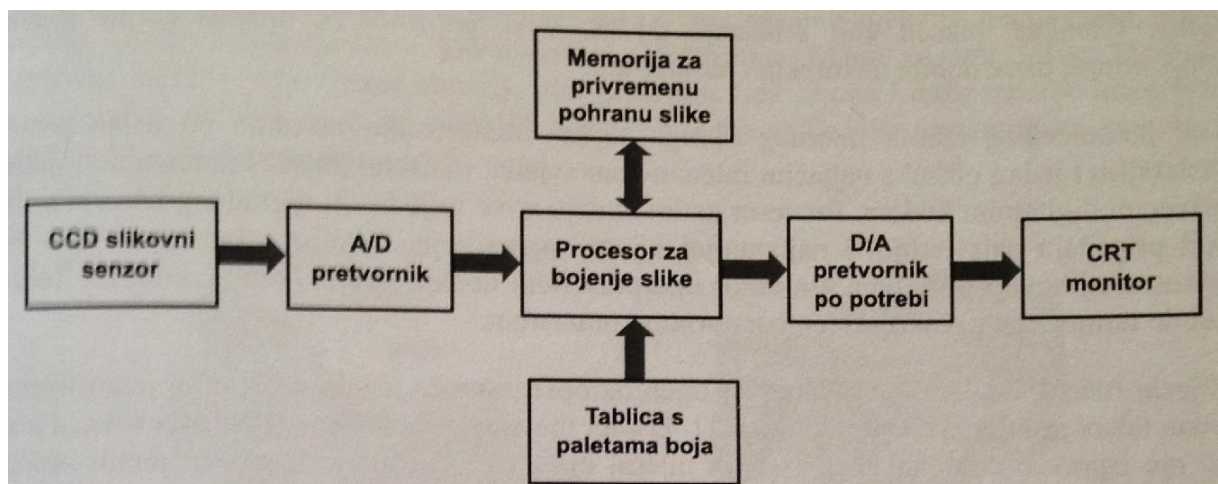 Memorija za
privremenu
pohranu slike
CCD slikovni
senzor
A/D
pretvornik
Procesor za
bojenje slike
D/A
pretvornik
po potrebi
CRT
monitor
Tablica s
paletama boja